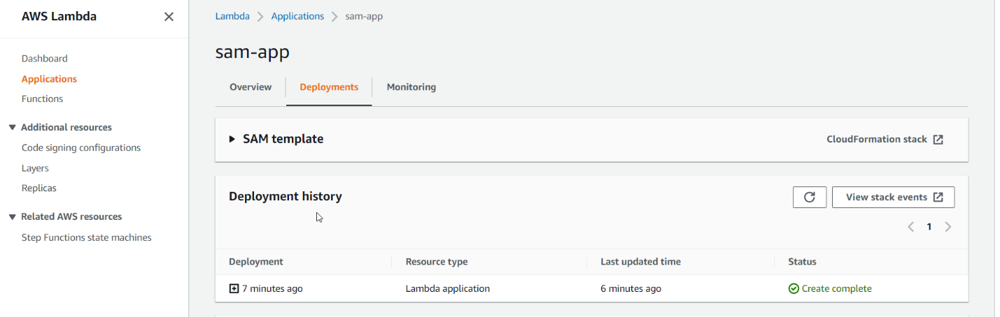 AWS Lambda
Dashboard
Applications
Functions
Additional resources
Code signing configurations
Layers
Replicas
Related AWS resources
Step Functions state machines
Lambda Applications sam-app
sam-app
Overview Deployments Monitoring
SAM template CloudFormation stack
Deployment history View stack events
1
Deployment Resource type Last updated time Status
7 minutes ago Lambda application 6 minutes ago Create complete